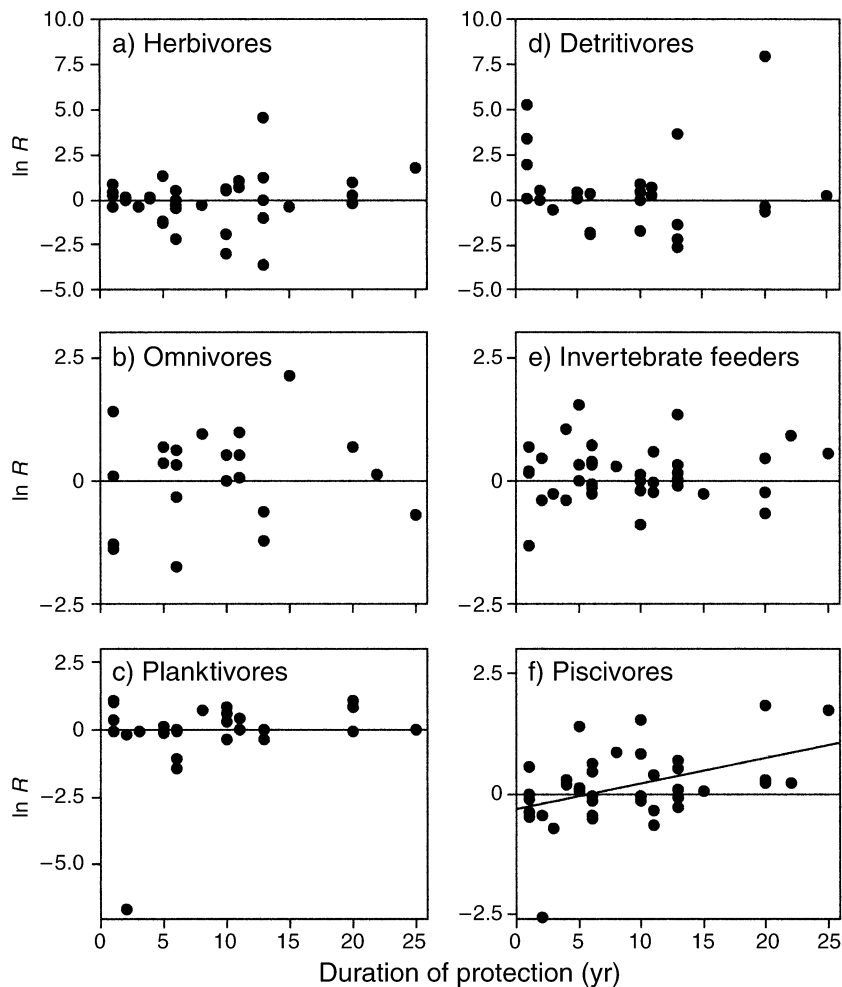 a) Herbivores
10.0
7.5
5.0
2.5
0
−2.5
−5.0
ln R
d) Detritivores
10.0
7.5
5.0
2.5
0
−2.5
−5.0
b) Omnivores
2.5
0
−2.5
ln R
e) Invertebrate feeders
2.5
0
−2.5
c) Planktivores
2.5
0
−2.5
−5.0
ln R
0 5 10 15 20 25
f) Piscivores
2.5
0
−2.5
0 5 10 15 20 25
Duration of protection (yr)